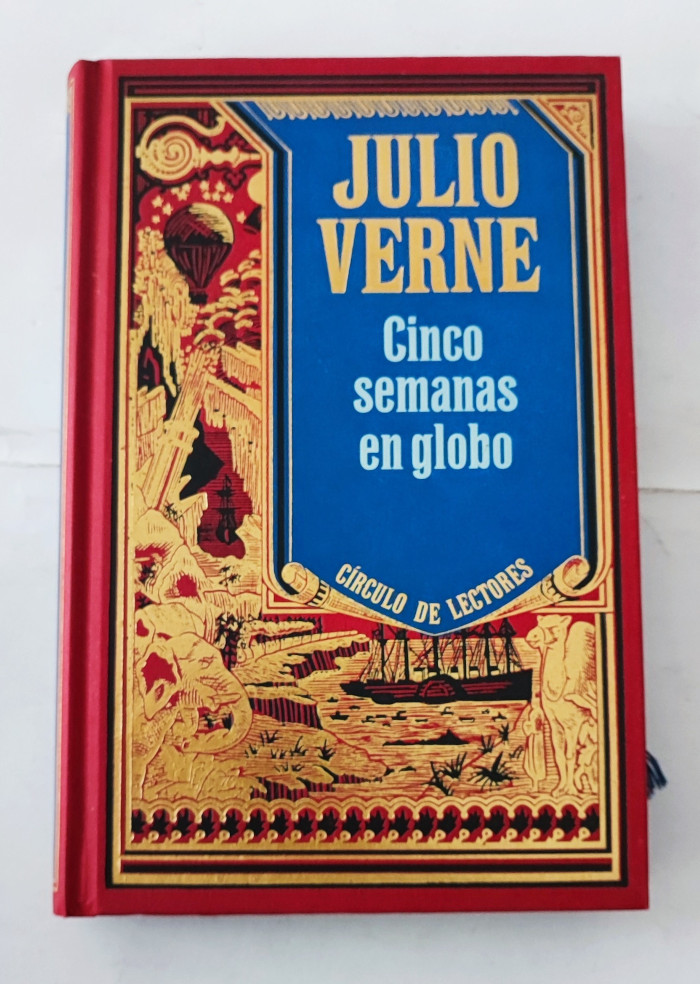 JULIO
VERNE
Cinco
semanas
en globo
CÍRCULO DE LECTORES